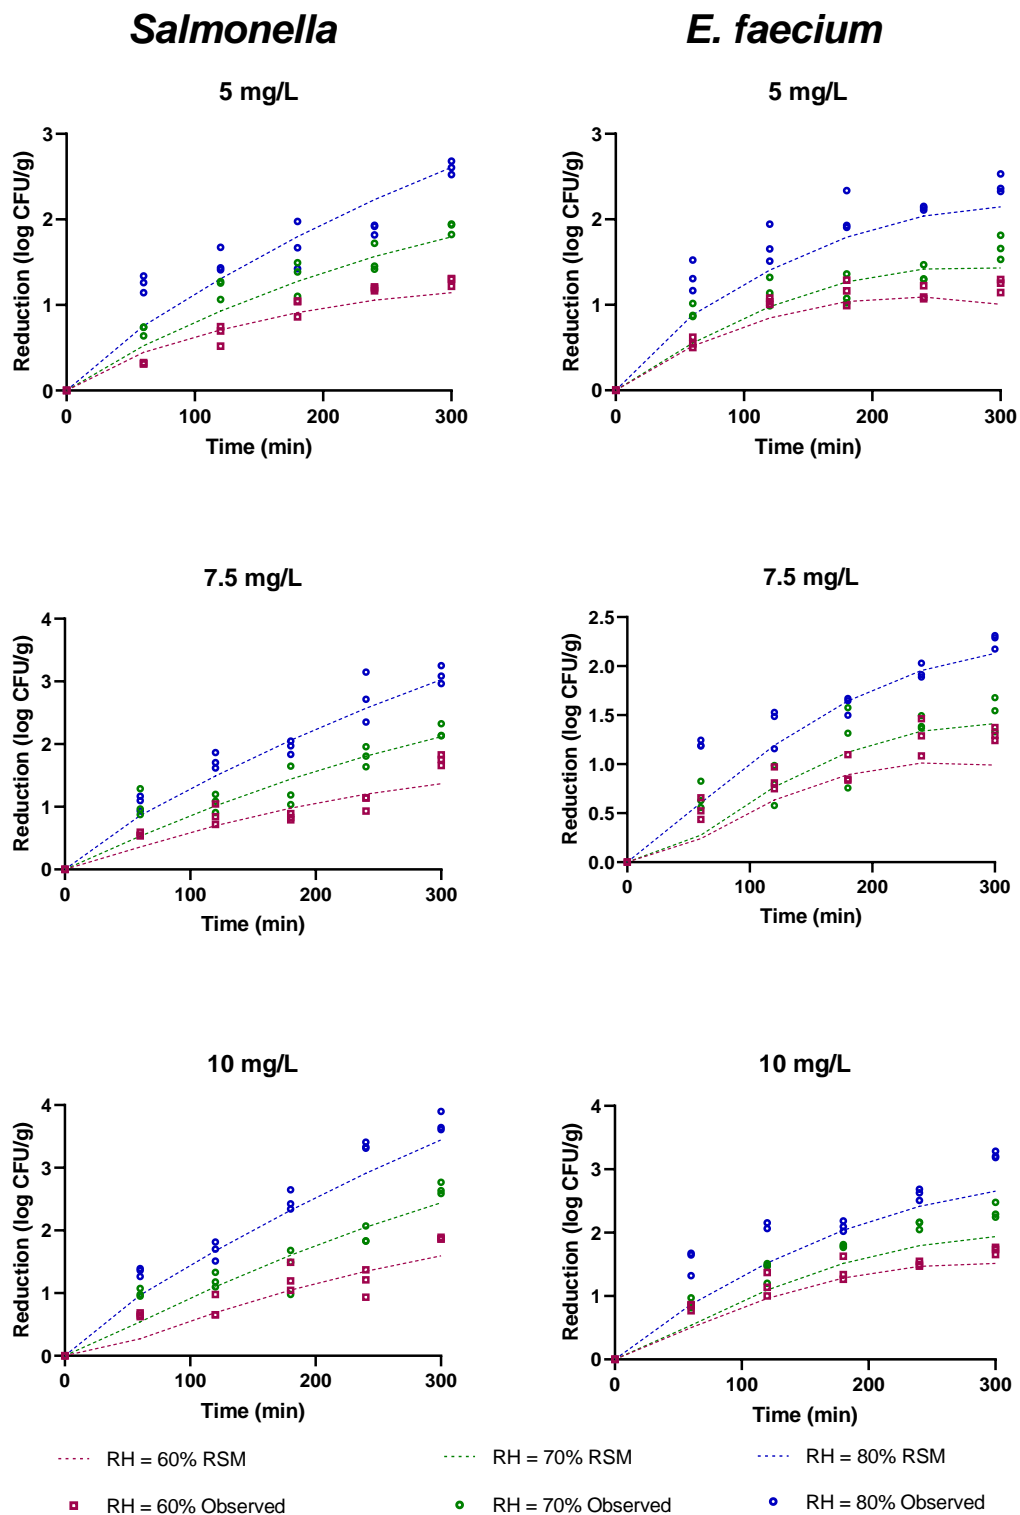 Salmonella
E. faecium
5 mg/L
5 mg/L
Reduction (log CFU/g)
3
2
1
0
0 100 200 300
Time (min)
Reduction (log CFU/g)
3
2
1
0
0 100 200 300
Time (min)
7.5 mg/L
7.5 mg/L
Reduction (log CFU/g)
4
3
2
1
0
0 100 200 300
Time (min)
Reduction (log CFU/g)
2.5
2.0
1.5
1.0
0.5
0.0
0 100 200 300
Time (min)
10 mg/L
10 mg/L
Reduction (log CFU/g)
4
3
2
1
0
0 100 200 300
Time (min)
Reduction (log CFU/g)
4
3
2
1
0
0 100 200 300
Time (min)
RH = 60% RSM
RH = 70% RSM
RH = 80% RSM
RH = 60% Observed
RH = 70% Observed
RH = 80% Observed